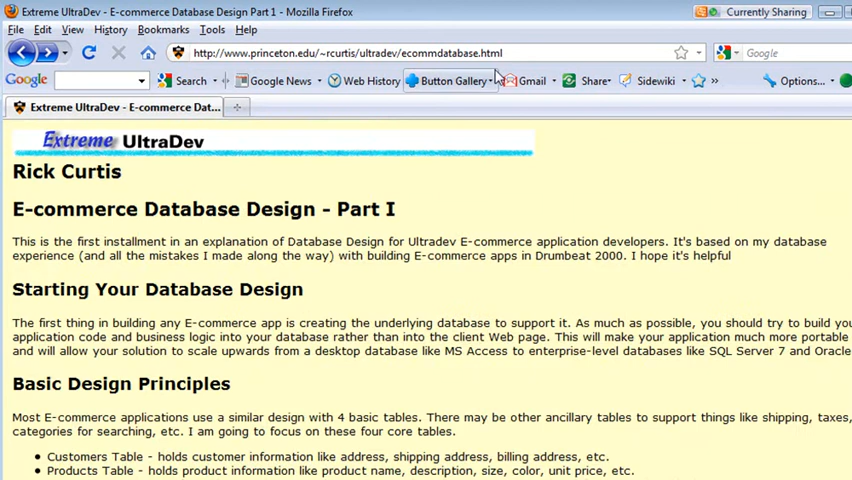 Extreme UltraDev - E-commerce Database Design Part 1 - Mozilla Firefox
Currently Sharing
File Edit View History Bookmarks Tools Help
http://www.princeton.edu/~rcurtis/ultradev/ecommdatabase.html
Google
Google Search Google News Web History Button Gallery Gmail Share Sidewiki » Options...
Extreme UltraDev - E-commerce Dat...
Extreme UltraDev
Rick Curtis
E-commerce Database Design - Part I
This is the first installment in an explanation of Database Design for Ultradev E-commerce application developers. It's based on my database
experience (and all the mistakes I made along the way) with building E-commerce apps in Drumbeat 2000. I hope it's helpful
Starting Your Database Design
The first thing in building any E-commerce app is creating the underlying database to support it. As much as possible, you should try to build you
application code and business logic into your database rather than into the client Web page. This will make your application much more portable
and will allow your solution to scale upwards from a desktop database like MS Access to enterprise-level databases like SQL Server 7 and Oracle
Basic Design Principles
Most E-commerce applications use a similar design with 4 basic tables. There may be other ancillary tables to support things like shipping, taxes,
categories for searching, etc. I am going to focus on these four core tables.
• Customers Table - holds customer information like address, shipping address, billing address, etc.
• Products Table - holds product information like product name, description, size, color, unit price, etc.